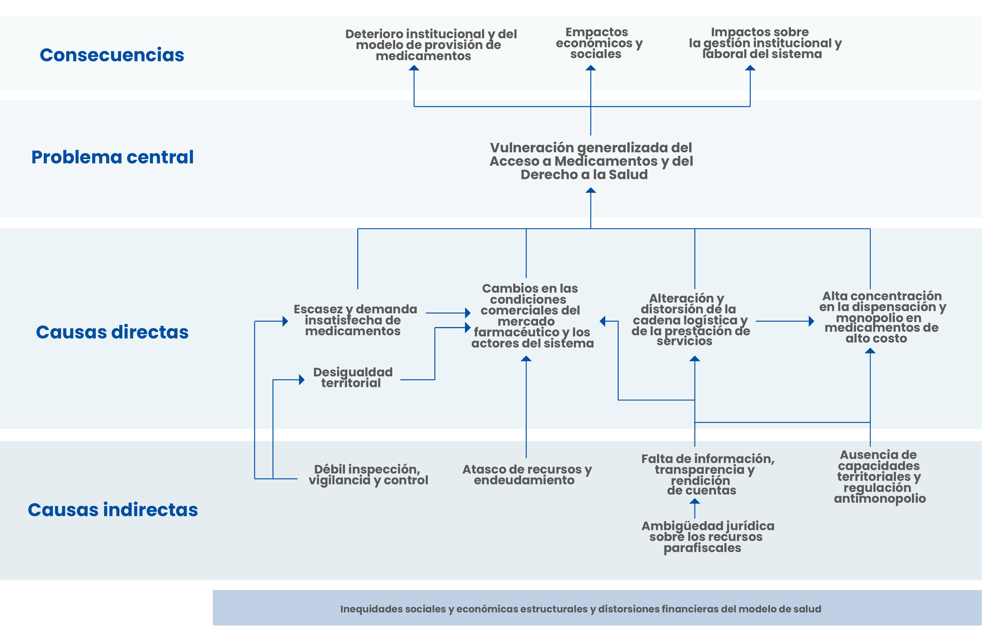 Consecuencias
Deterioro institucional y del
modelo de provisión de
medicamentos
Empactos
económicos y
sociales
Impactos sobre
la gestión institucional y
laboral del sistema
Problema central
Vulneración generalizada del
Acceso a Medicamentos y del
Derecho a la Salud
Causas directas
Escasez y demanda
insatisfecha de
medicamentos
Desigualdad
territorial
Cambios en las
condiciones
comerciales del
mercado
farmacéutico y los
actores del sistema
Alteración y
distorsión de la
cadena logística y
de la prestación de
servicios
Alta concentración
en la dispensación y
monopolio en
medicamentos de
alto costo
Causas indirectas
Débil inspección,
vigilancia y control
Atasco de recursos y
endeudamiento
Falta de información,
transparencia y
rendición
de cuentas
Ambigüedad jurídica
sobre los recursos
parafiscales
Ausencia de
capacidades
territoriales y
regulación
antimonopolio
Inequidades sociales y económicas estructurales y distorsiones financieras del modelo de salud